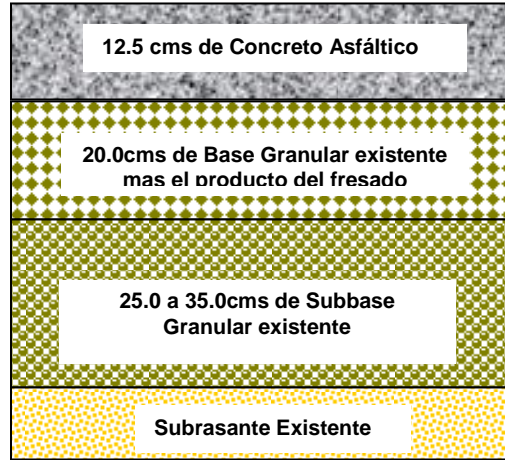 12.5 cms de Concreto Asfáltico
20.0cms de Base Granular existente
mas el producto del fresado
25.0 a 35.0cms de Subbase
Granular existente
Subrasante Existente